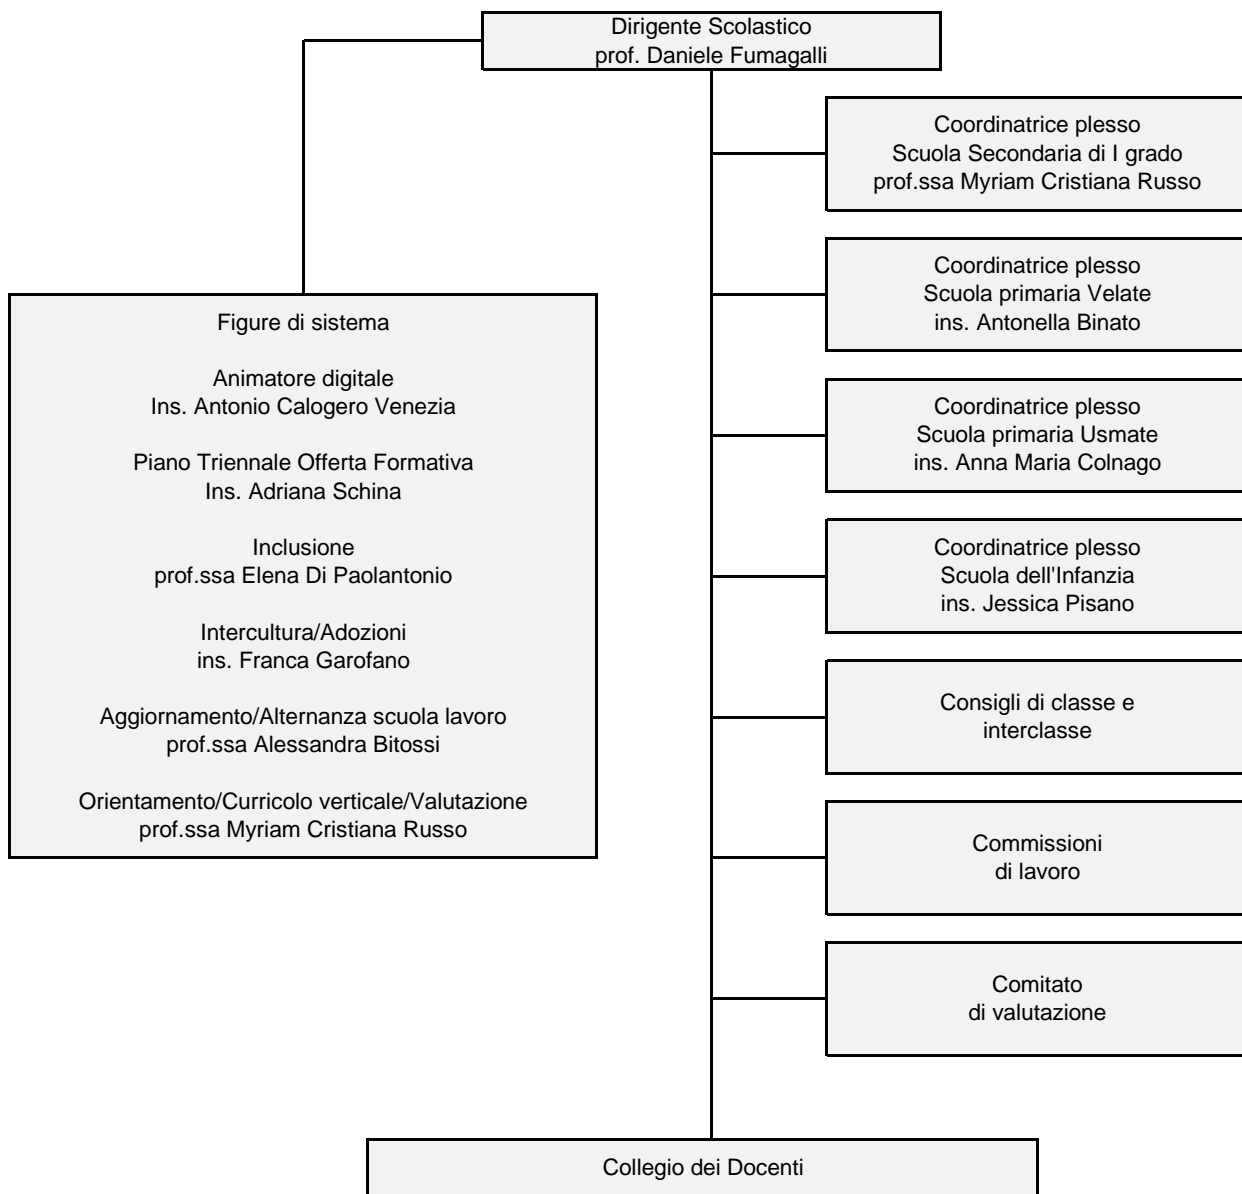 Dirigente Scolastico
prof. Daniele Fumagalli
Coordinatrice plesso
Scuola Secondaria di I grado
prof.ssa Myriam Cristiana Russo
Coordinatrice plesso
Scuola primaria Velate
ins. Antonella Binato
Figure di sistema
Animatore digitale
Ins. Antonio Calogero Venezia
Piano Triennale Offerta Formativa
Ins. Adriana Schina
Inclusione
prof.ssa Elena Di Paolantonio
Intercultura/Adozioni
ins. Franca Garofano
Aggiornamento/Alternanza scuola lavoro
prof.ssa Alessandra Bitossi
Orientamento/Curricolo verticale/Valutazione
prof.ssa Myriam Cristiana Russo
Coordinatrice plesso
Scuola primaria Usmate
ins. Anna Maria Colnago
Coordinatrice plesso
Scuola dell'Infanzia
ins. Jessica Pisano
Consigli di classe e
interclasse
Commissioni
di lavoro
Comitato
di valutazione
Collegio dei Docenti